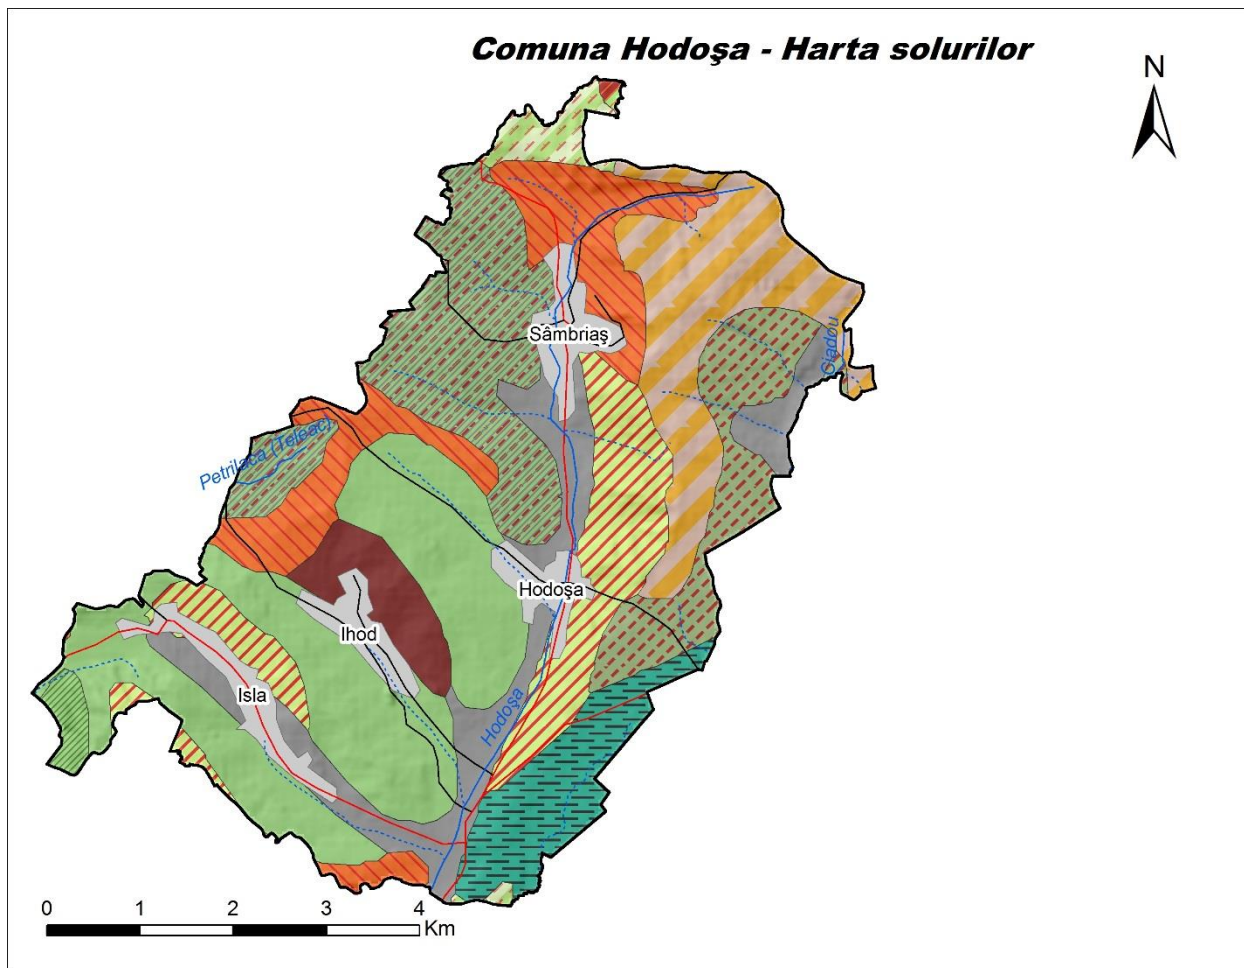 Comuna Hodoşa - Harta solurilor
N
Sâmbriaş
Ciadou
Petrilaca (Teleac)
Hodoşa
Ihod
Isla
Hodoşa
0 1 2 3 4
Km